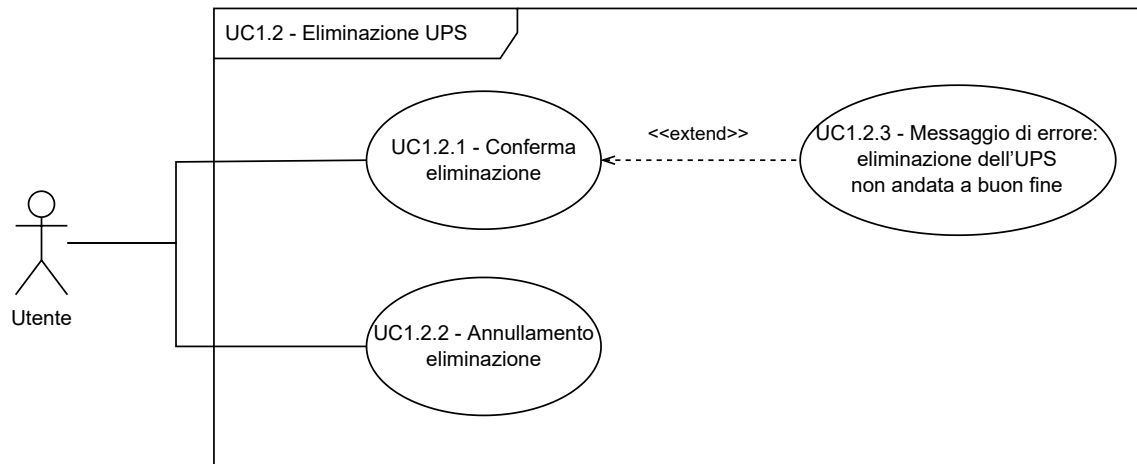 UC1.2 - Eliminazione UPS
UC1.2.1 - Conferma
eliminazione
<<extend>>
UC1.2.3 - Messaggio di errore:
eliminazione dell'UPS
non andata a buon fine
Utente
UC1.2.2 - Annullamento
eliminazione